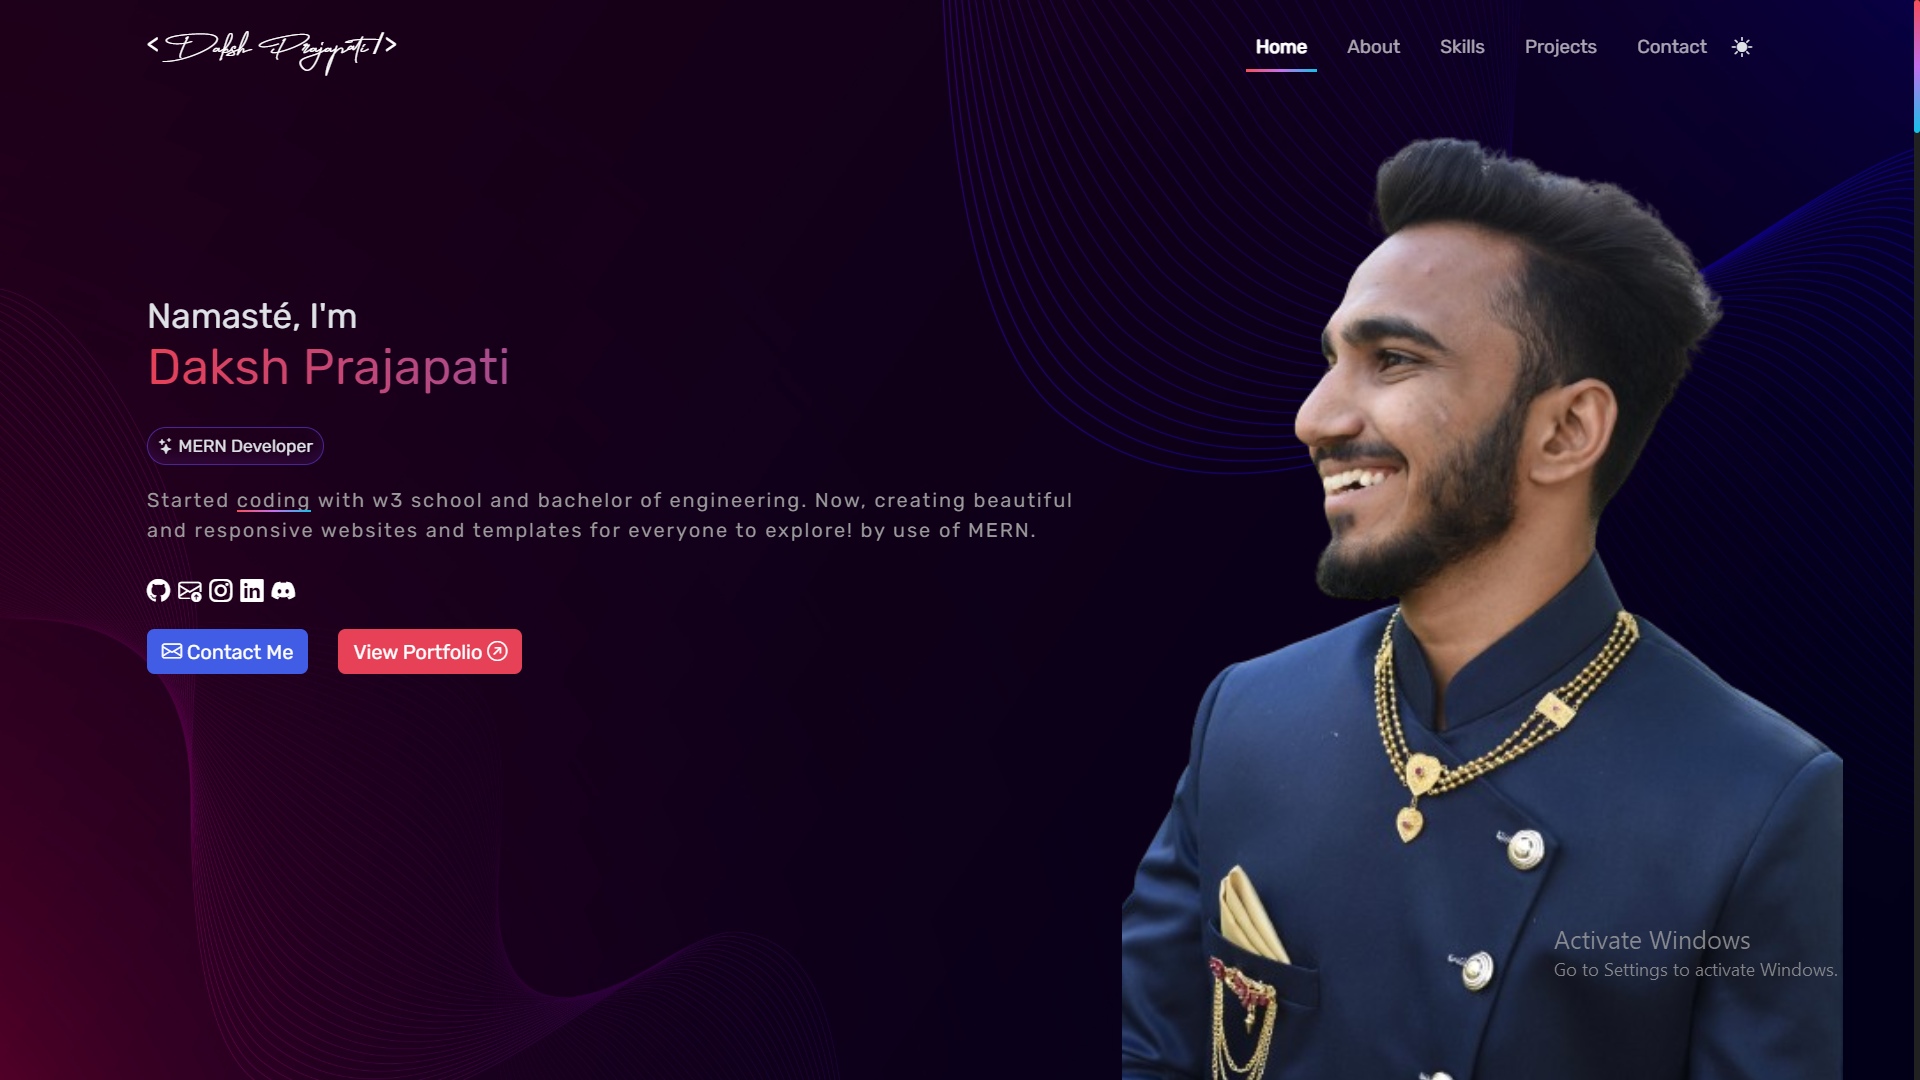 < Daksh Prajapati />
Home About Skills Projects Contact
Namasté, I'm
Daksh Prajapati
MERN Developer
Started coding with w3 school and bachelor of engineering. Now, creating beautiful
and responsive websites and templates for everyone to explore! by use of MERN.
in
Contact Me View Portfolio
Activate Windows
Go to Settings to activate Windows.